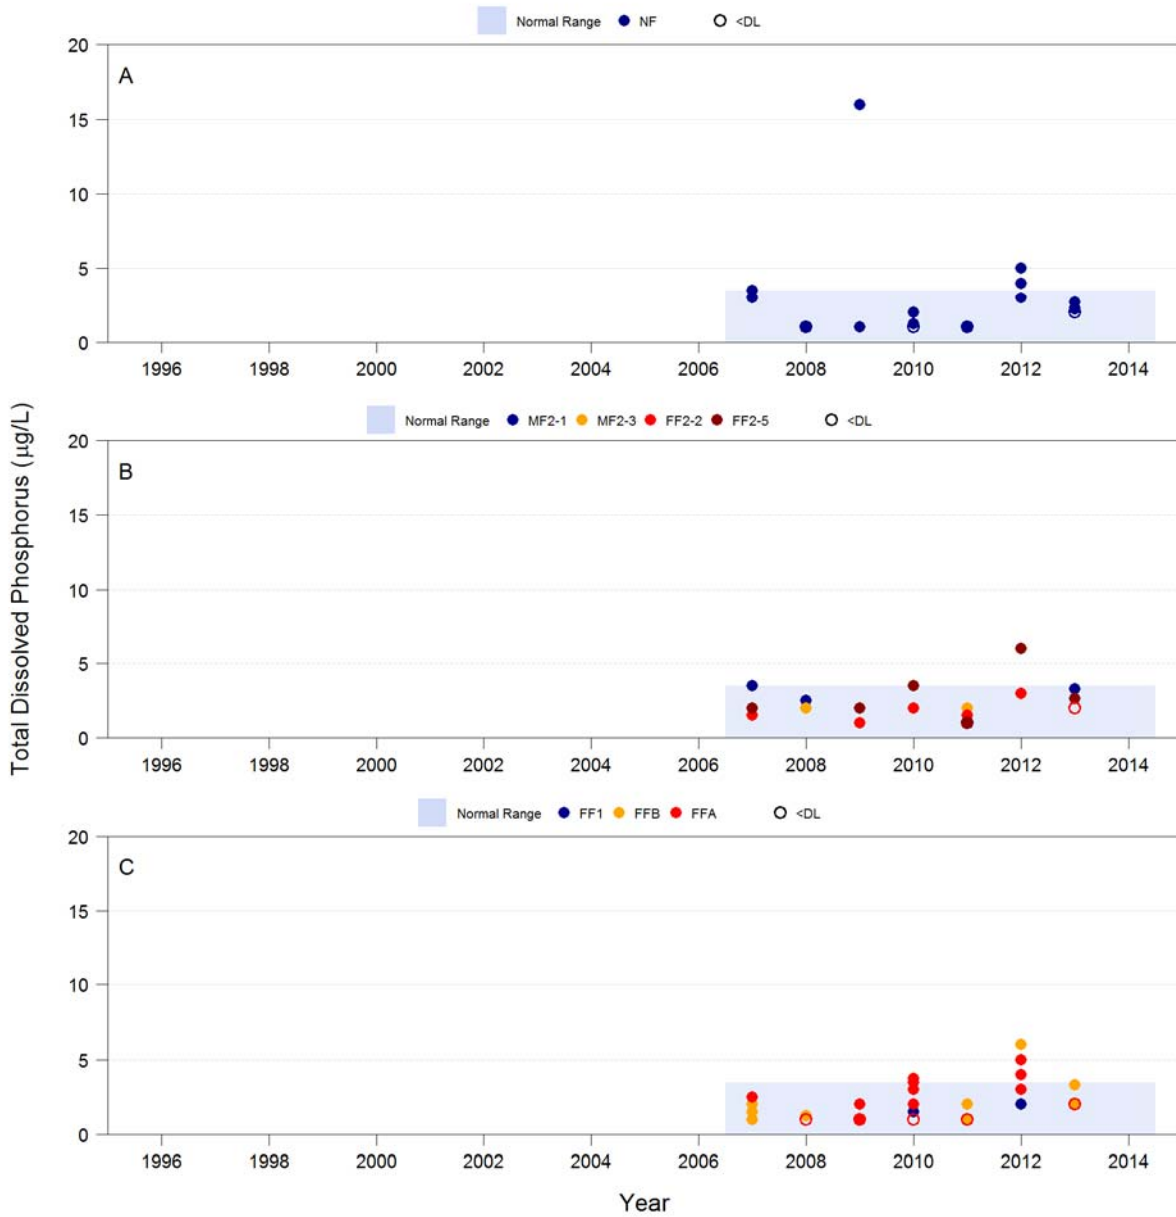 Normal Range NF <DL
A
20
15
10
5
0
1996 1998 2000 2002 2004 2006 2008 2010 2012 2014
Total Dissolved Phosphorus (µg/L)
Normal Range MF2-1 MF2-3 FF2-2 FF2-5 <DL
B
20
15
10
5
0
1996 1998 2000 2002 2004 2006 2008 2010 2012 2014
Normal Range FF1 FFB FFA <DL
C
20
15
10
5
0
1996 1998 2000 2002 2004 2006 2008 2010 2012 2014
Year